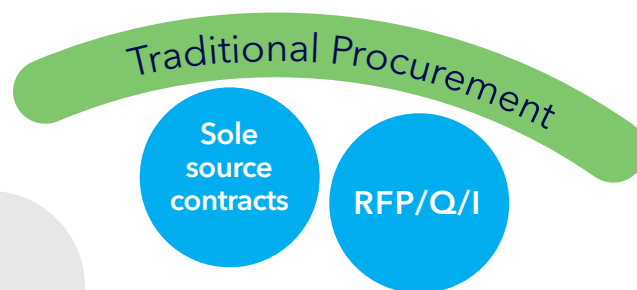 Traditional Procurement
Sole
source
contracts
RFP/Q/I